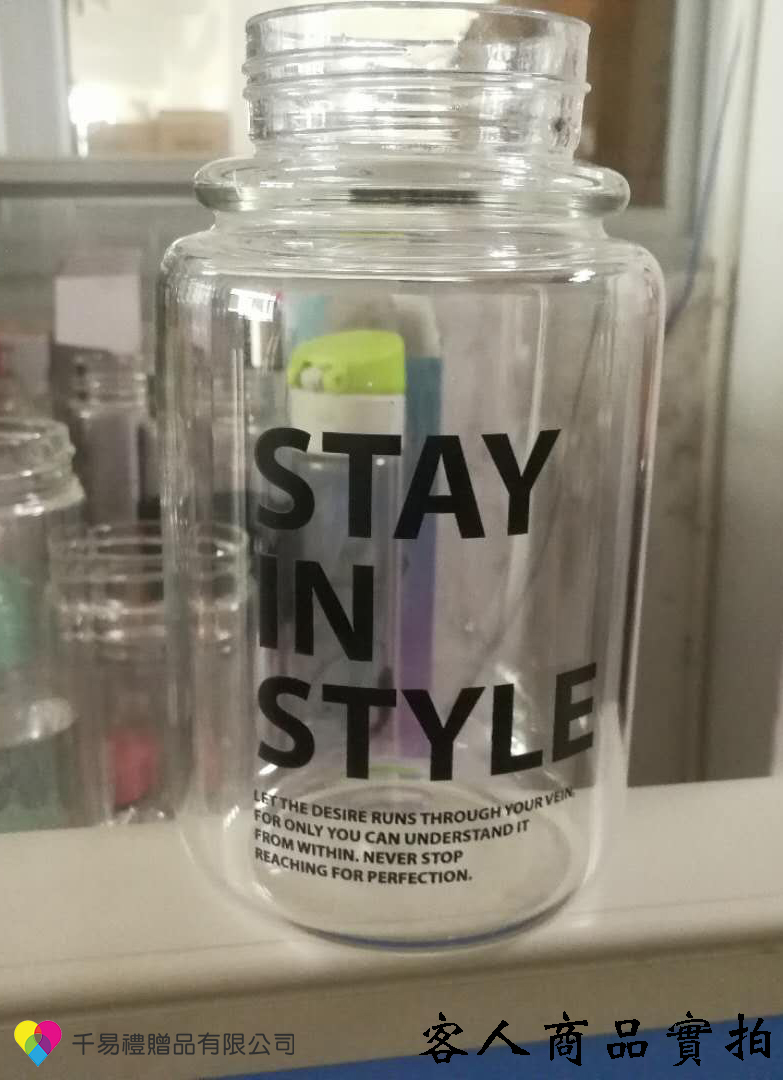 STAY
IN
STYLE
LET THE DESIRE RUNS THROUGH YOUR VEIN,
FOR ONLY YOU CAN UNDERSTAND IT
FROM WITHIN. NEVER STOP
REACHING FOR PERFECTION.
千易禮贈品有限公司
客人商品實拍